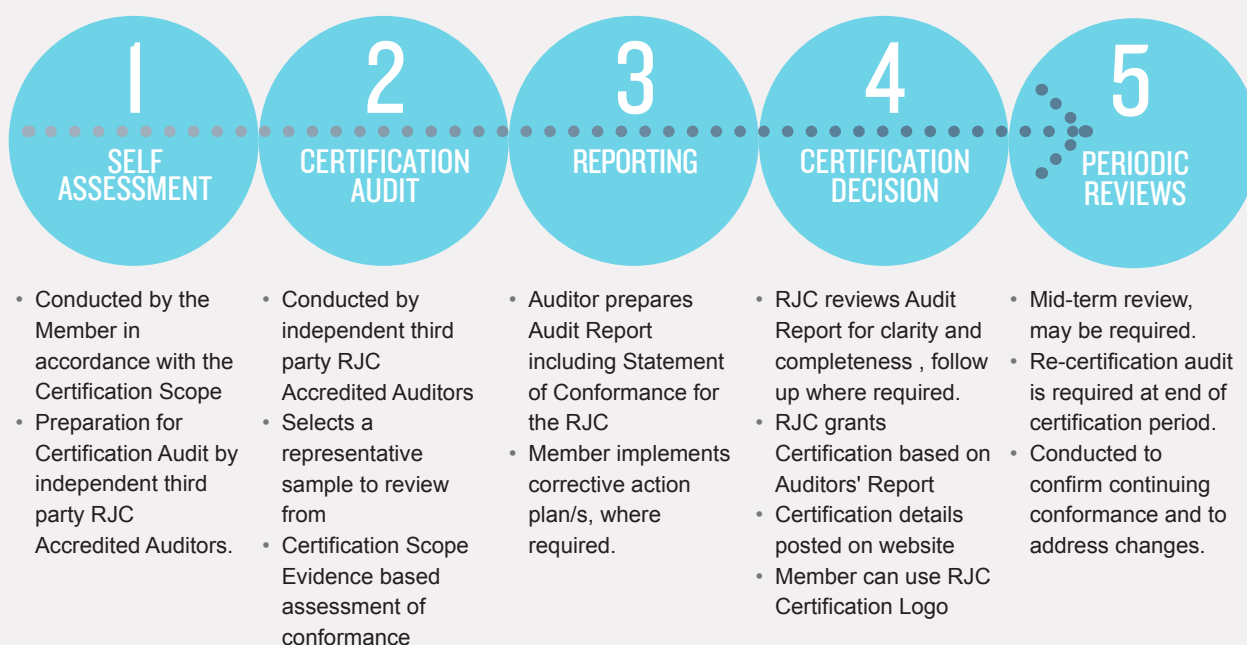 1
SELF
ASSESSMENT
• Conducted by the
Member in
accordance with the
Certification Scope
• Preparation for
Certification Audit by
independent third
party RJC
Accredited Auditors.
2
CERTIFICATION
AUDIT
• Conducted by
independent third
party RJC
Accredited Auditors
• Selects a
representative
sample to review
from
• Certification Scope
Evidence based
assessment of
conformance
3
REPORTING
• Auditor prepares
Audit Report
including Statement
of Conformance for
the RJC
• Member implements
corrective action
plan/s, where
required.
4
CERTIFICATION
DECISION
• RJC reviews Audit
Report for clarity and
completeness , follow
up where required.
• RJC grants
Certification based on
Auditors' Report
• Certification details
posted on website
• Member can use RJC
Certification Logo
5
PERIODIC
REVIEWS
• Mid-term review,
may be required.
• Re-certification audit
is required at end of
certification period.
• Conducted to
confirm continuing
conformance and to
address changes.